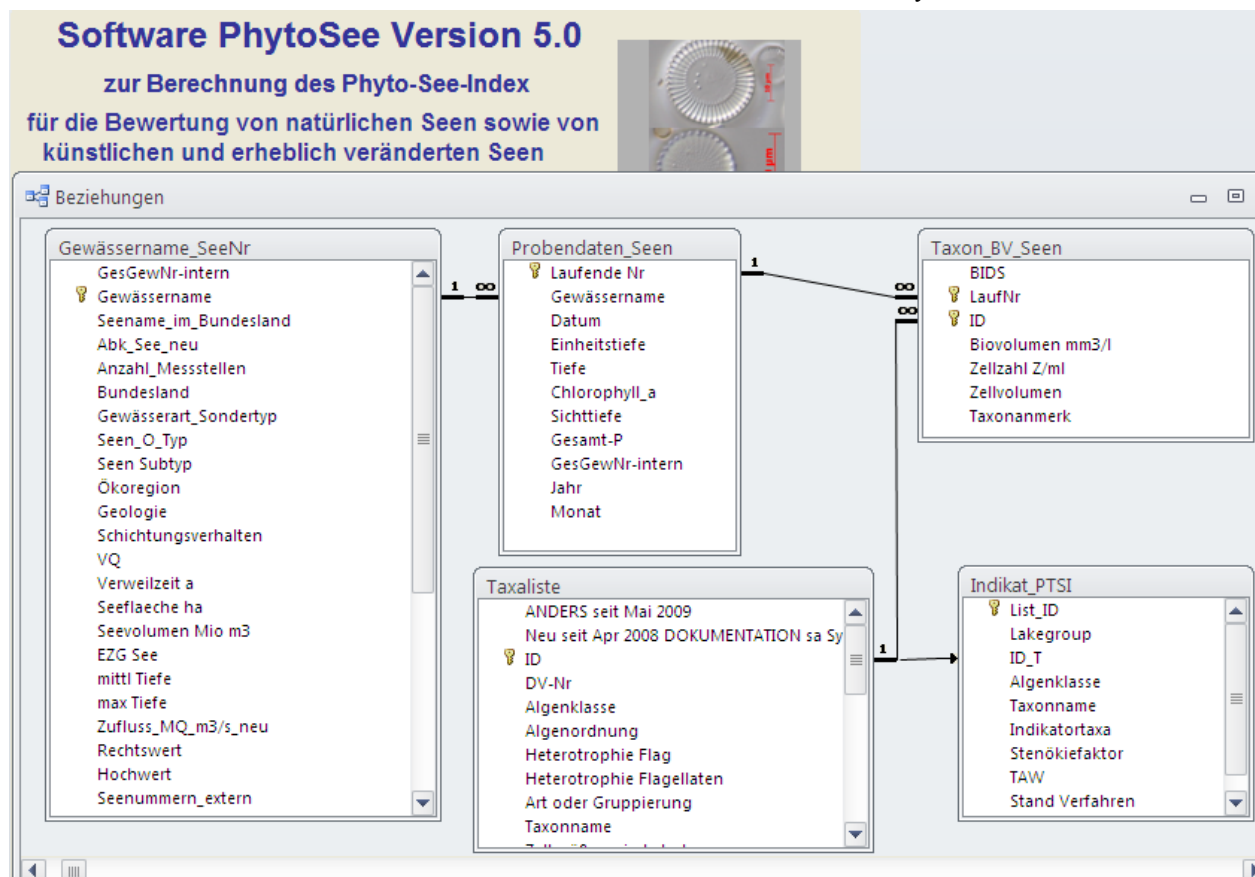 Software PhytoSee Version 5.0
zur Berechnung des Phyto-See-Index
für die Bewertung von natürlichen Seen sowie von
künstlichen und erheblich veränderten Seen
Beziehungen
Gewässername_SeeNr
GesGewNr-intern
Gewässername
Seename_im_Bundesland
Abk_See_neu
Anzahl_Messstellen
Bundesland
Gewässerart_Sondertyp
Seen_O_Typ
Seen Subtyp
Ökoregion
Geologie
Schichtungsverhalten
VQ
Verweilzeit a
Seeflaeche ha
Seevolumen Mio m3
EZG See
mittl Tiefe
max Tiefe
Zufluss_MQ_m3/s_neu
Rechtswert
Hochwert
Seenummern_extern
1 ∞
Probendaten_Seen
Laufende Nr
Gewässername
Datum
Einheitstiefe
Tiefe
Chlorophyll_a
Sichttiefe
Gesamt-P
GesGewNr-intern
Jahr
Monat
1
∞
∞
Taxon_BV_Seen
BIDS
LaufNr
ID
Biovolumen mm3/l
Zellzahl Z/ml
Zellvolumen
Taxonanmerk
Taxaliste
ANDERS seit Mai 2009
Neu seit Apr 2008 DOKUMENTATION sa Sy
ID
DV-Nr
Algenklasse
Algenordnung
Heterotrophie Flag
Heterotrophie Flagellaten
Art oder Gruppierung
Taxonname
1
Indikat_PTSI
List_ID
Lakegroup
ID_T
Algenklasse
Taxonname
Indikatortaxa
Stenökiefaktor
TAW
Stand Verfahren